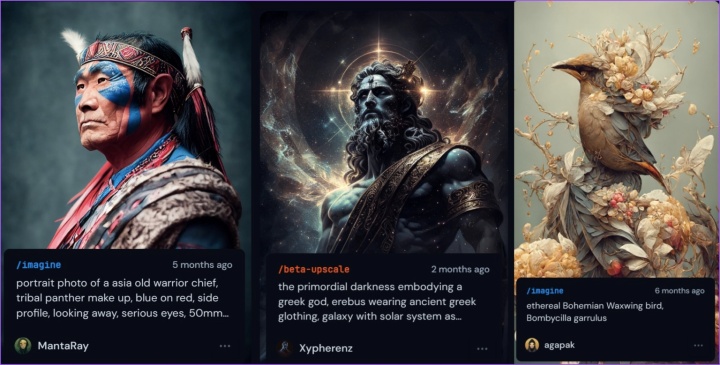 /imagine
5 months ago
portrait photo of a asia old warrior chief,
tribal panther make up, blue on red, side
profile, looking away, serious eyes, 50mm...
MantaRay
/beta-upscale
2 months ago
the primordial darkness embodying a
greek god, erebus wearing ancient greek
glothing, galaxy with solar system as...
Xypherenz
/imagine
6 months ago
ethereal Bohemian Waxwing bird,
Bombycilla garrulus
agapak